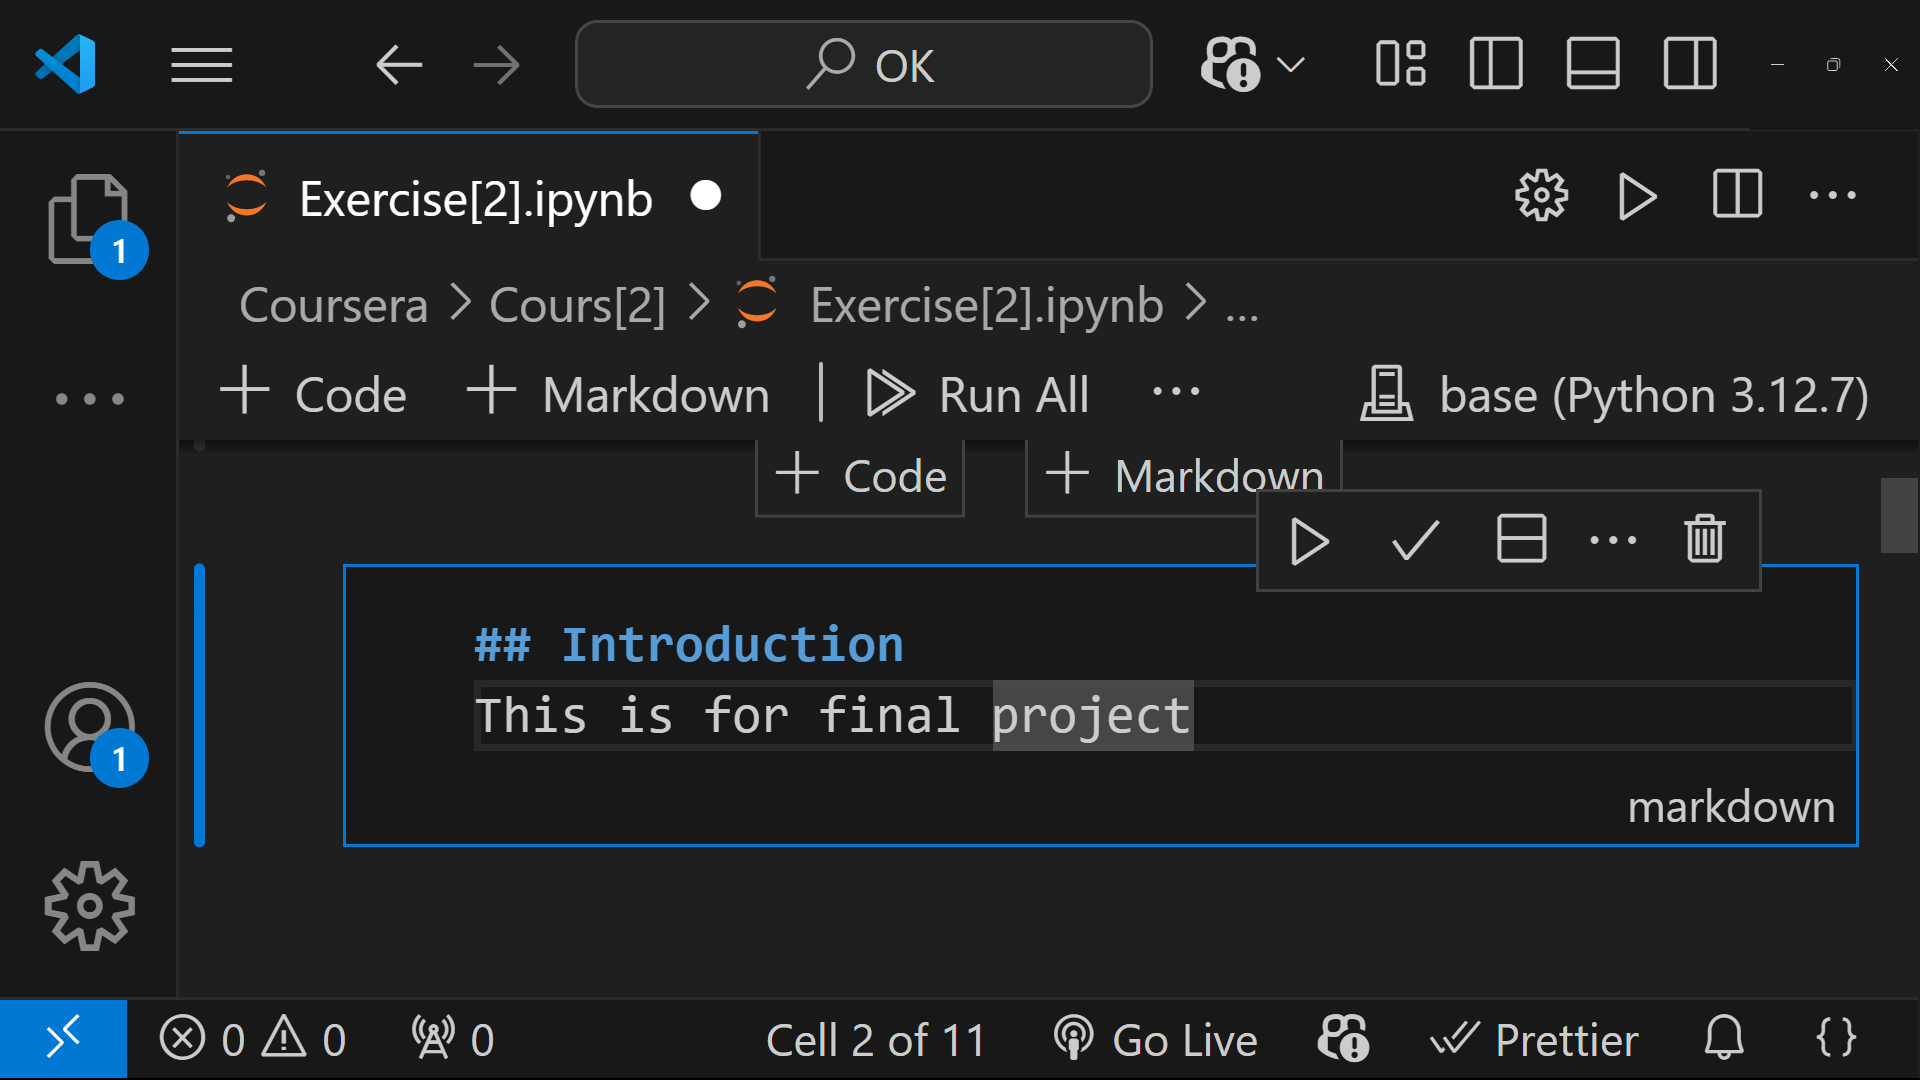 OK
Exercise[2].ipynb
1
Coursera > Cours[2] > Exercise[2].ipynb > ...
Code Markdown | Run All ... base (Python 3.12.7)
Code Markdown
## Introduction
This is for final project
markdown
1
0 0 0 Cell 2 of 11 Go Live Prettier {}